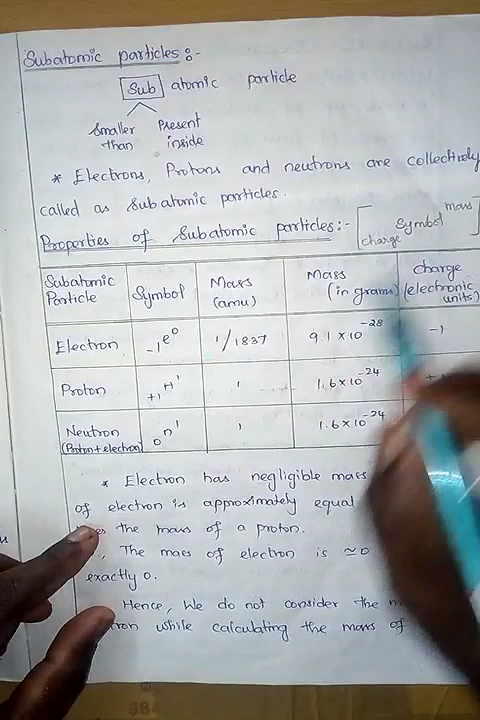 Subatomic particles :-
Sub atomic particle
Smaller than Present inside
* Electrons, Protons and neutrons are collectively
called as Subatomic particles.
Properties of Subatomic particles:- [charge Symbol mass]
Subatomic Particle Symbol Mass (amu) Mass (in grams) charge (electronic units)
Electron -1e0 1/1837 9.1 x 10-28 -1
Proton +1H1 1 1.6 x 10-24
Neutron (Proton + electron) 0n1 1 1.6 x 10-24
* Electron has negligible mass
of electron is approximately equal
the mass of a proton.
The mass of electron is ≃0
exactly 0.
Hence, We do not consider the
while calculating the mass of